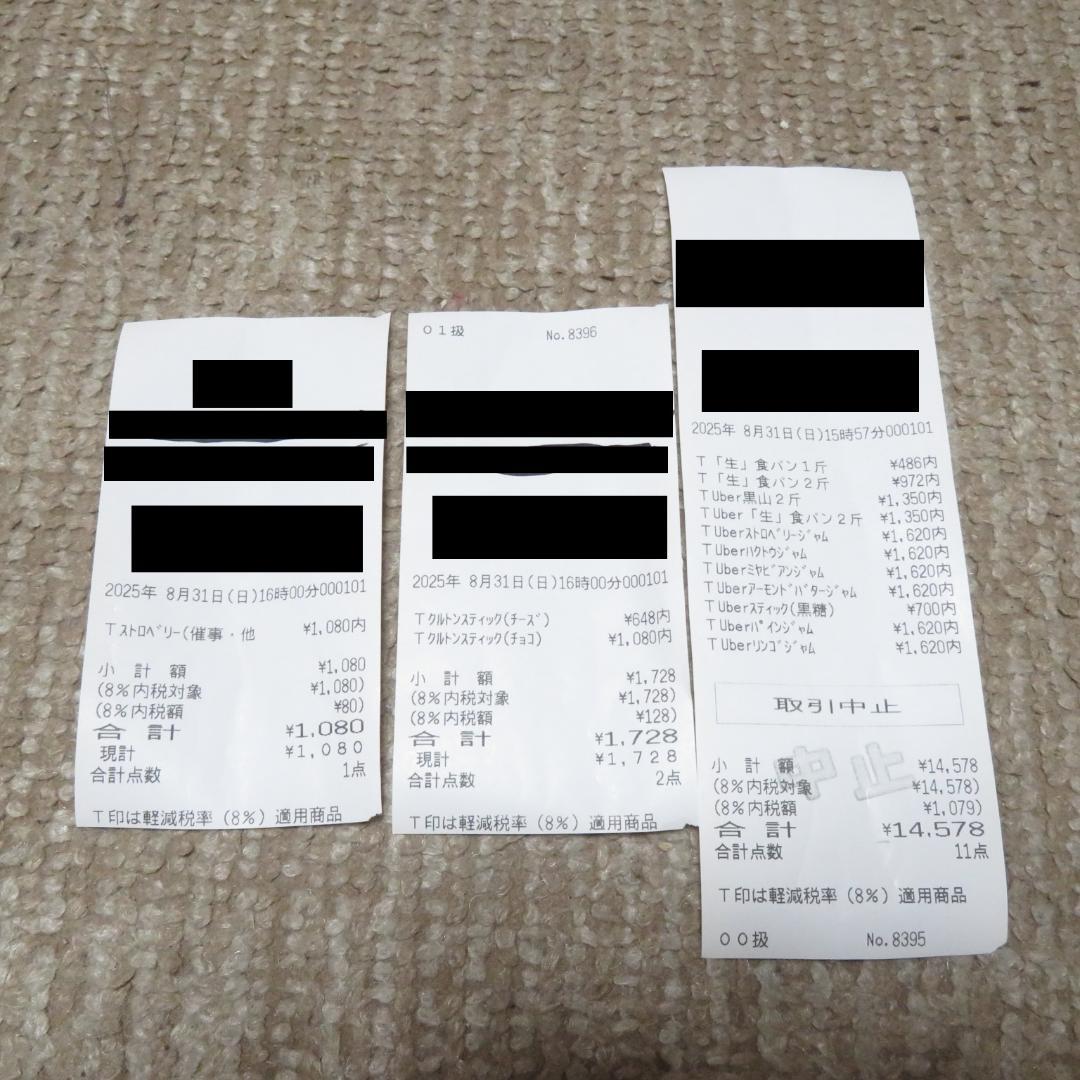 2025年 8月31日(日)16時00分000101
Tｽﾄﾛﾍﾞﾘｰ(催事・他 ¥1,080内
小計額 ¥1,080
(8%内税対象 ¥1,080)
(8%内税額 ¥80)
合計 ¥1,080
現計 ¥1,080
合計点数 1点
T印は軽減税率(8%)適用商品
01扱 No.8396
2025年 8月31日(日)16時00分000101
Tｸﾙﾄﾝｽﾃｨｯｸ(ﾁｰｽﾞ) ¥648内
Tｸﾙﾄﾝｽﾃｨｯｸ(ﾁｮｺ) ¥1,080内
小計額 ¥1,728
(8%内税対象 ¥1,728)
(8%内税額 ¥128)
合計 ¥1,728
現計 ¥1,728
合計点数 2点
T印は軽減税率(8%)適用商品
2025年 8月31日(日)15時57分000101
T「生」食パン1斤 ¥486内
T「生」食パン2斤 ¥972内
TUber黒山2斤 ¥1,350内
TUber「生」食パン2斤 ¥1,350内
TUberｽﾄﾛﾍﾞﾘｰｼﾞｬﾑ ¥1,620内
TUberﾊｸﾄｳｼﾞｬﾑ ¥1,620内
TUberﾐﾔﾋﾞｱﾝｼﾞｬﾑ ¥1,620内
TUberｱｰﾓﾝﾄﾞﾊﾞﾀｰｼﾞｬﾑ ¥1,620内
TUberｽﾃｨｯｸ(黒糖) ¥700内
TUberﾊﾟｲﾝｼﾞｬﾑ ¥1,620内
TUberﾘﾝｺﾞｼﾞｬﾑ ¥1,620内
取引中止
中止
小計額 ¥14,578
(8%内税対象 ¥14,578)
(8%内税額 ¥1,079)
合計 ¥14,578
合計点数 11点
T印は軽減税率(8%)適用商品
00扱 No.8395